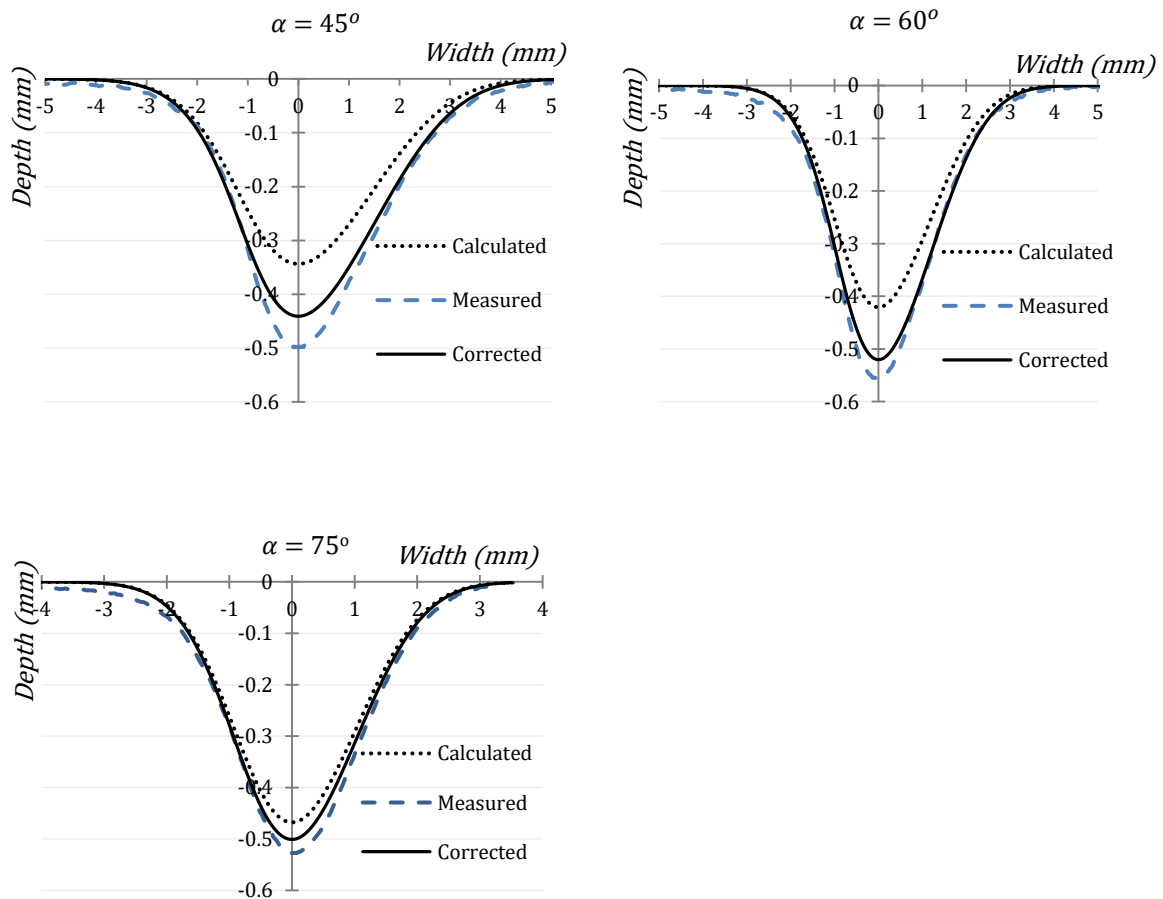 α = 45o
Width (mm)
Depth (mm)
0
-0.1
-0.2
-0.3
-0.4
-0.5
-0.6
-5 -4 -3 -2 -1 0 1 2 3 4 5
Calculated
Measured
Corrected
α = 60o
Width (mm)
Depth (mm)
0
-0.1
-0.2
-0.3
-0.4
-0.5
-0.6
-5 -4 -3 -2 -1 0 1 2 3 4 5
Calculated
Measured
Corrected
α = 75o
Width (mm)
Depth (mm)
0
-0.1
-0.2
-0.3
-0.4
-0.5
-0.6
-4 -3 -2 -1 0 1 2 3 4
Calculated
Measured
Corrected